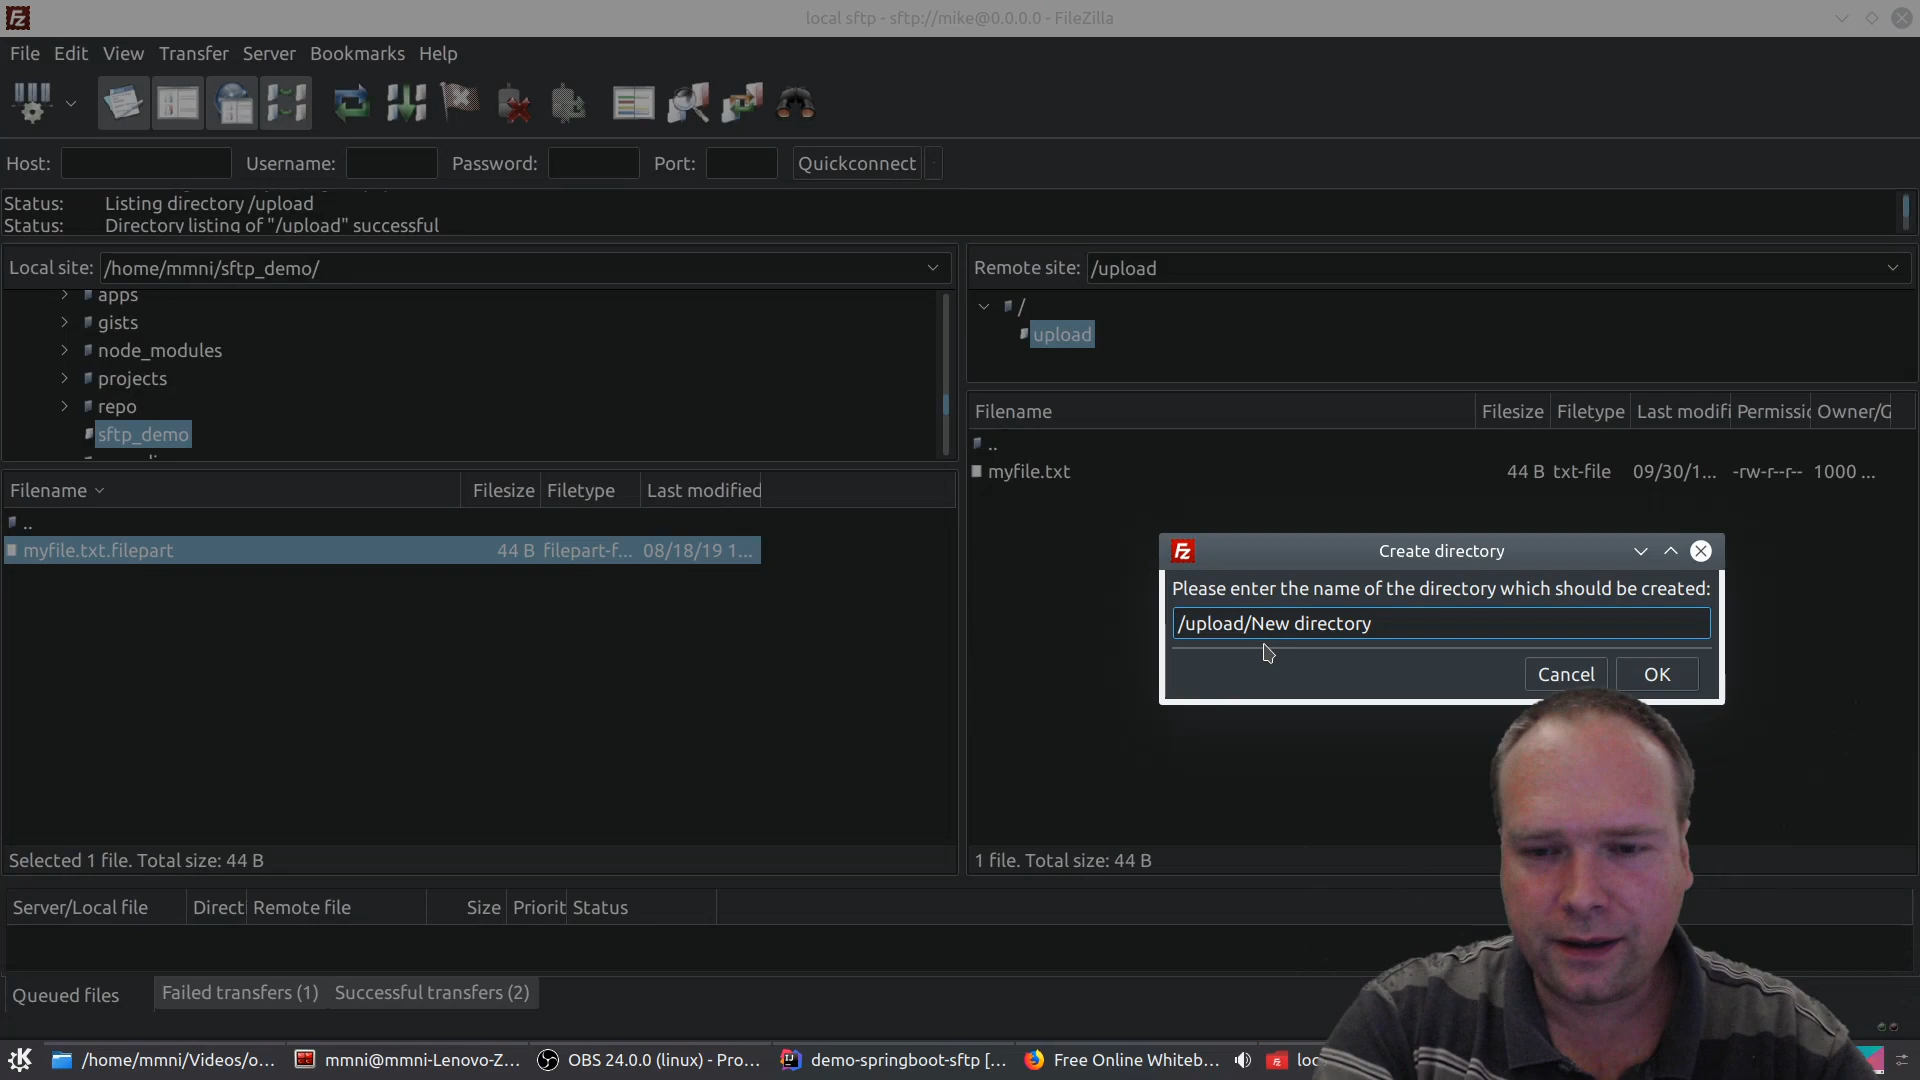 local sftp - sftp://mike@0.0.0.0 - FileZilla
File Edit View Transfer Server Bookmarks Help
Host: Username: Password: Port: Quickconnect
Status: Listing directory /upload
Status: Directory listing of "/upload" successful
Local site: /home/mmni/sftp_demo/
apps
gists
node_modules
projects
repo
sftp_demo
Filename Filesize Filetype Last modified
..
myfile.txt.filepart 44 B filepart-f... 08/18/19 1...
Selected 1 file. Total size: 44 B
Remote site: /upload
/
upload
Filename Filesize Filetype Last modifi Permissic Owner/G
..
myfile.txt 44 B txt-file 09/30/1... -rw-r--r-- 1000 ...
Create directory
Please enter the name of the directory which should be created:
/upload/New directory
Cancel OK
1 file. Total size: 44 B
Server/Local file Direct Remote file Size Priorit Status
Queued files Failed transfers (1) Successful transfers (2)
/home/mmni/Videos/o... mmni@mmni-Lenovo-Z... OBS 24.0.0 (linux) - Pro... demo-springboot-sftp [... Free Online Whiteb... loc